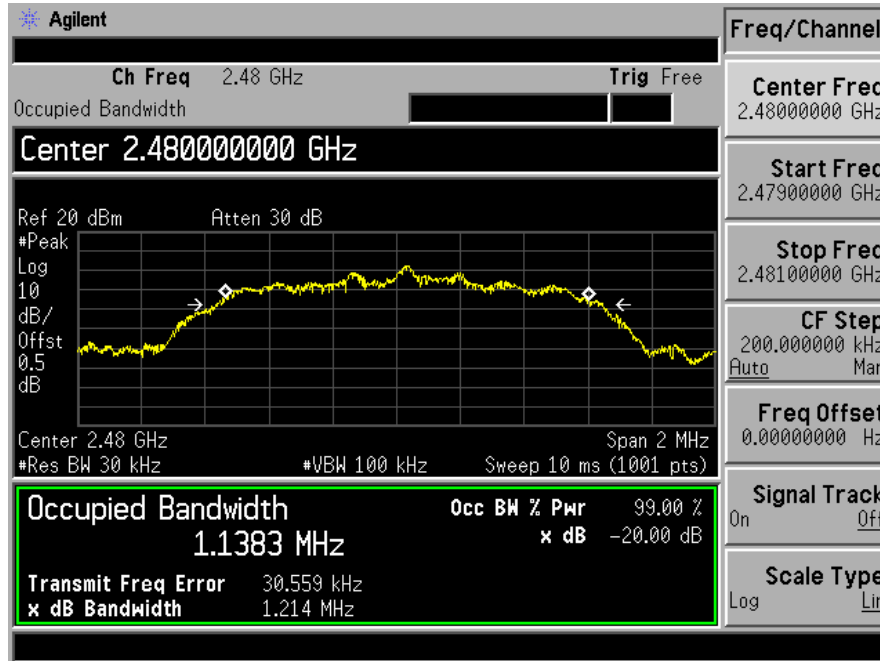 Agilent
Freq/Channel
Ch Freq 2.48 GHz Trig Free
Occupied Bandwidth
Center 2.480000000 GHz
Ref 20 dBm Atten 30 dB
#Peak
Log
10
dB/
Offst
0.5
dB
Center 2.48 GHz Span 2 MHz
#Res BW 30 kHz #VBW 100 kHz Sweep 10 ms (1001 pts)
Occupied Bandwidth Occ BW % Pwr 99.00 %
1.1383 MHz x dB -20.00 dB
Transmit Freq Error 30.559 kHz
x dB Bandwidth 1.214 MHz
Center Freq
2.48000000 GHz
Start Freq
2.47900000 GHz
Stop Freq
2.48100000 GHz
CF Step
200.000000 kHz
Auto Man
Freq Offset
0.00000000 Hz
Signal Track
On Off
Scale Type
Log Lin